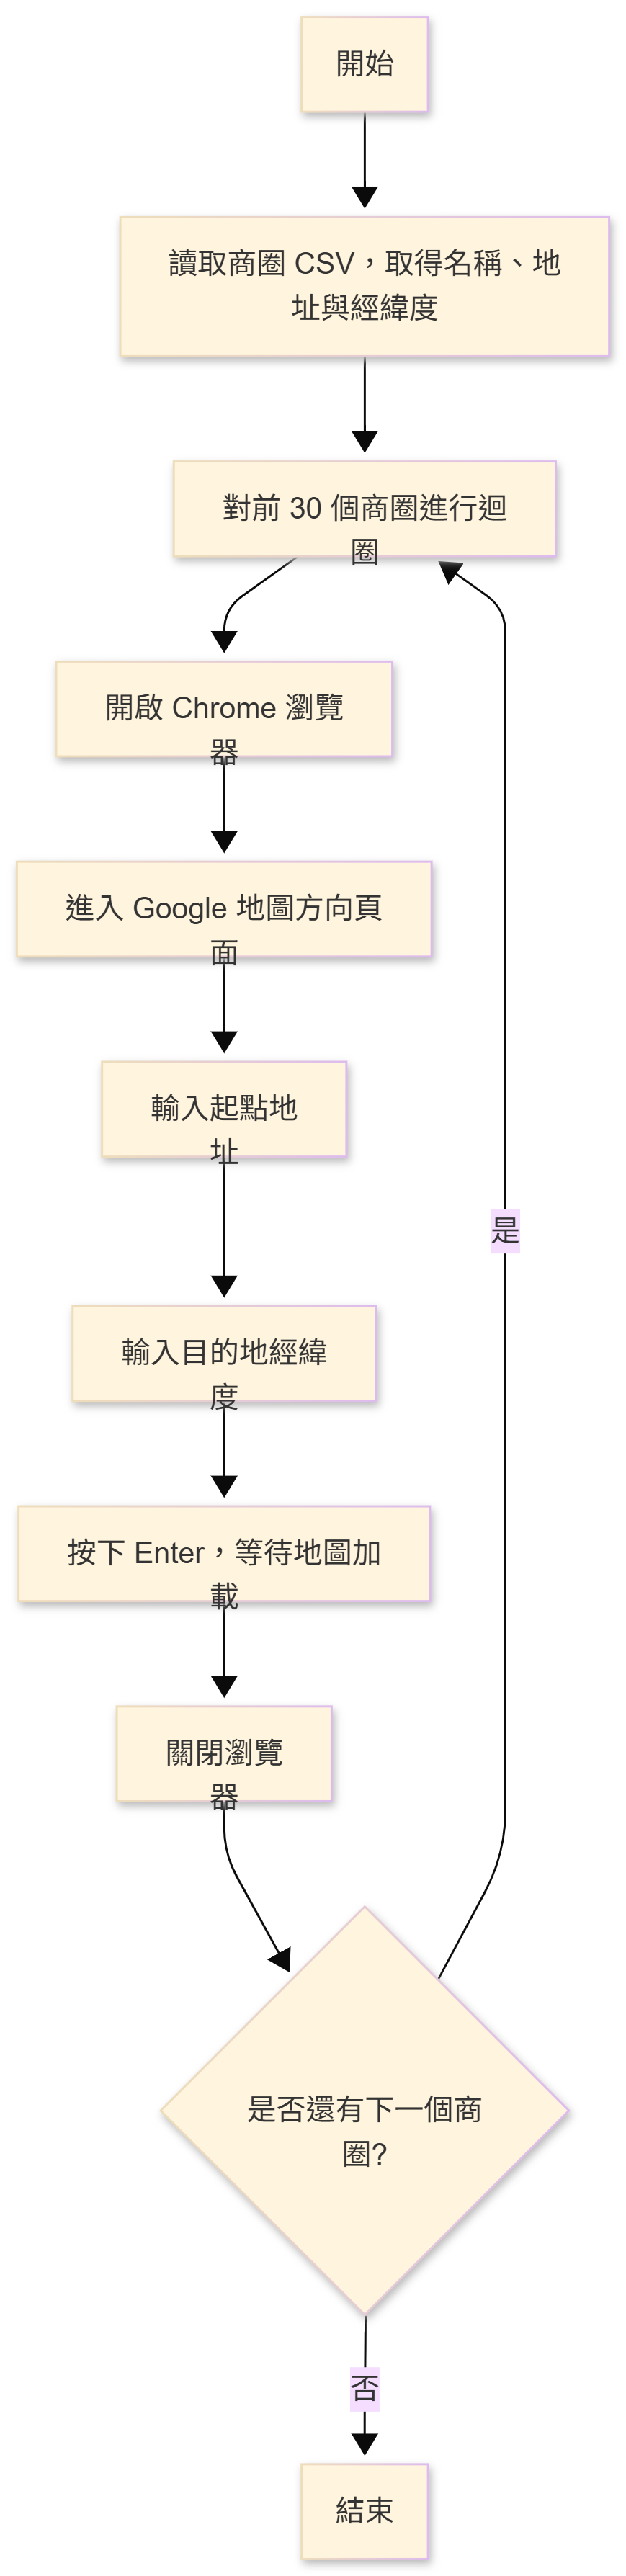 開始
讀取商圈 CSV，取得名稱、地
址與經緯度
對前 30 個商圈進行迴
圈
開啟 Chrome 瀏覽
器
進入 Google 地圖方向頁
面
輸入起點地
址
是
輸入目的地經緯
度
按下 Enter，等待地圖加
載
關閉瀏覽
器
是否還有下一個商
圈?
否
結束